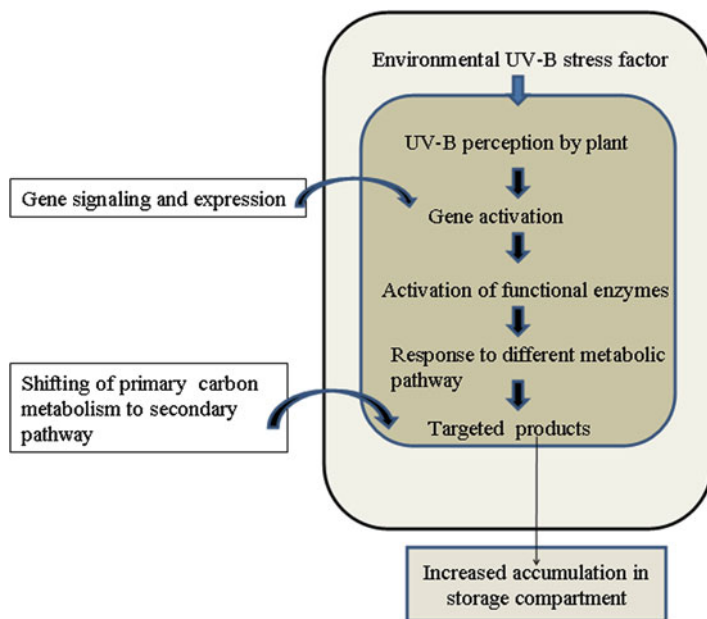 Environmental UV-B stress factor
UV-B perception by plant
Gene signaling and expression
Gene activation
Activation of functional enzymes
Response to different metabolic
pathway
Shifting of primary carbon
metabolism to secondary
pathway
Targeted products
Increased accumulation in
storage compartment